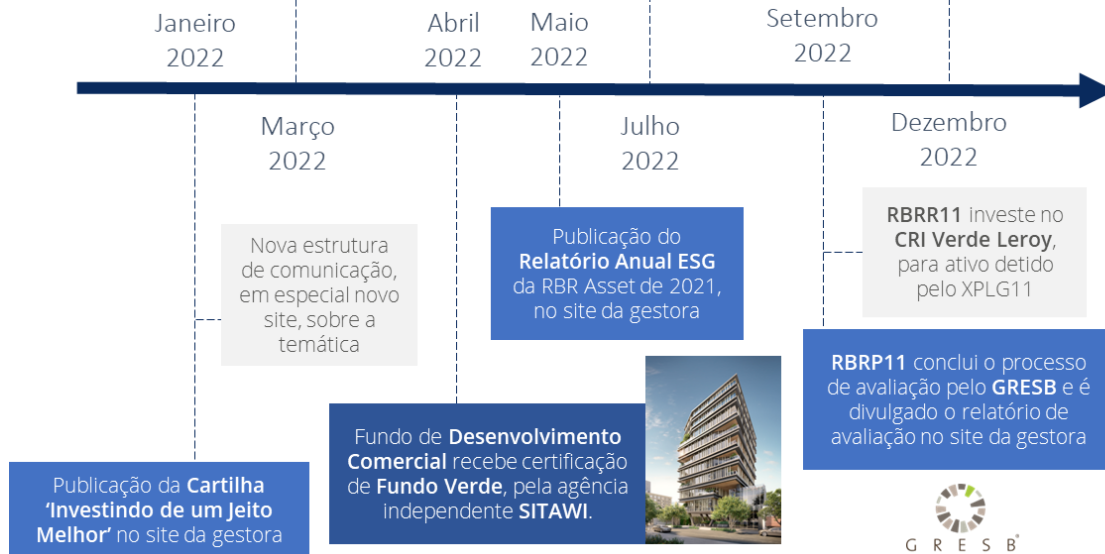 Janeiro
2022
Abril
2022
Maio
2022
Setembro
2022
Março
2022
Julho
2022
Dezembro
2022
Nova estrutura
de comunicação,
em especial novo
site, sobre a
temática
Publicação do
Relatório Anual ESG
da RBR Asset de 2021,
no site da gestora
RBRR11 investe no
CRI Verde Leroy,
para ativo detido
pelo XPLG11
RBRP11 conclui o processo
de avaliação pelo GRESB e é
divulgado o relatório de
avaliação no site da gestora
Fundo de Desenvolvimento
Comercial recebe certificação
de Fundo Verde, pela agência
independente SITAWI.
Publicação da Cartilha
‘Investindo de um Jeito
Melhor’ no site da gestora
G R E S B®